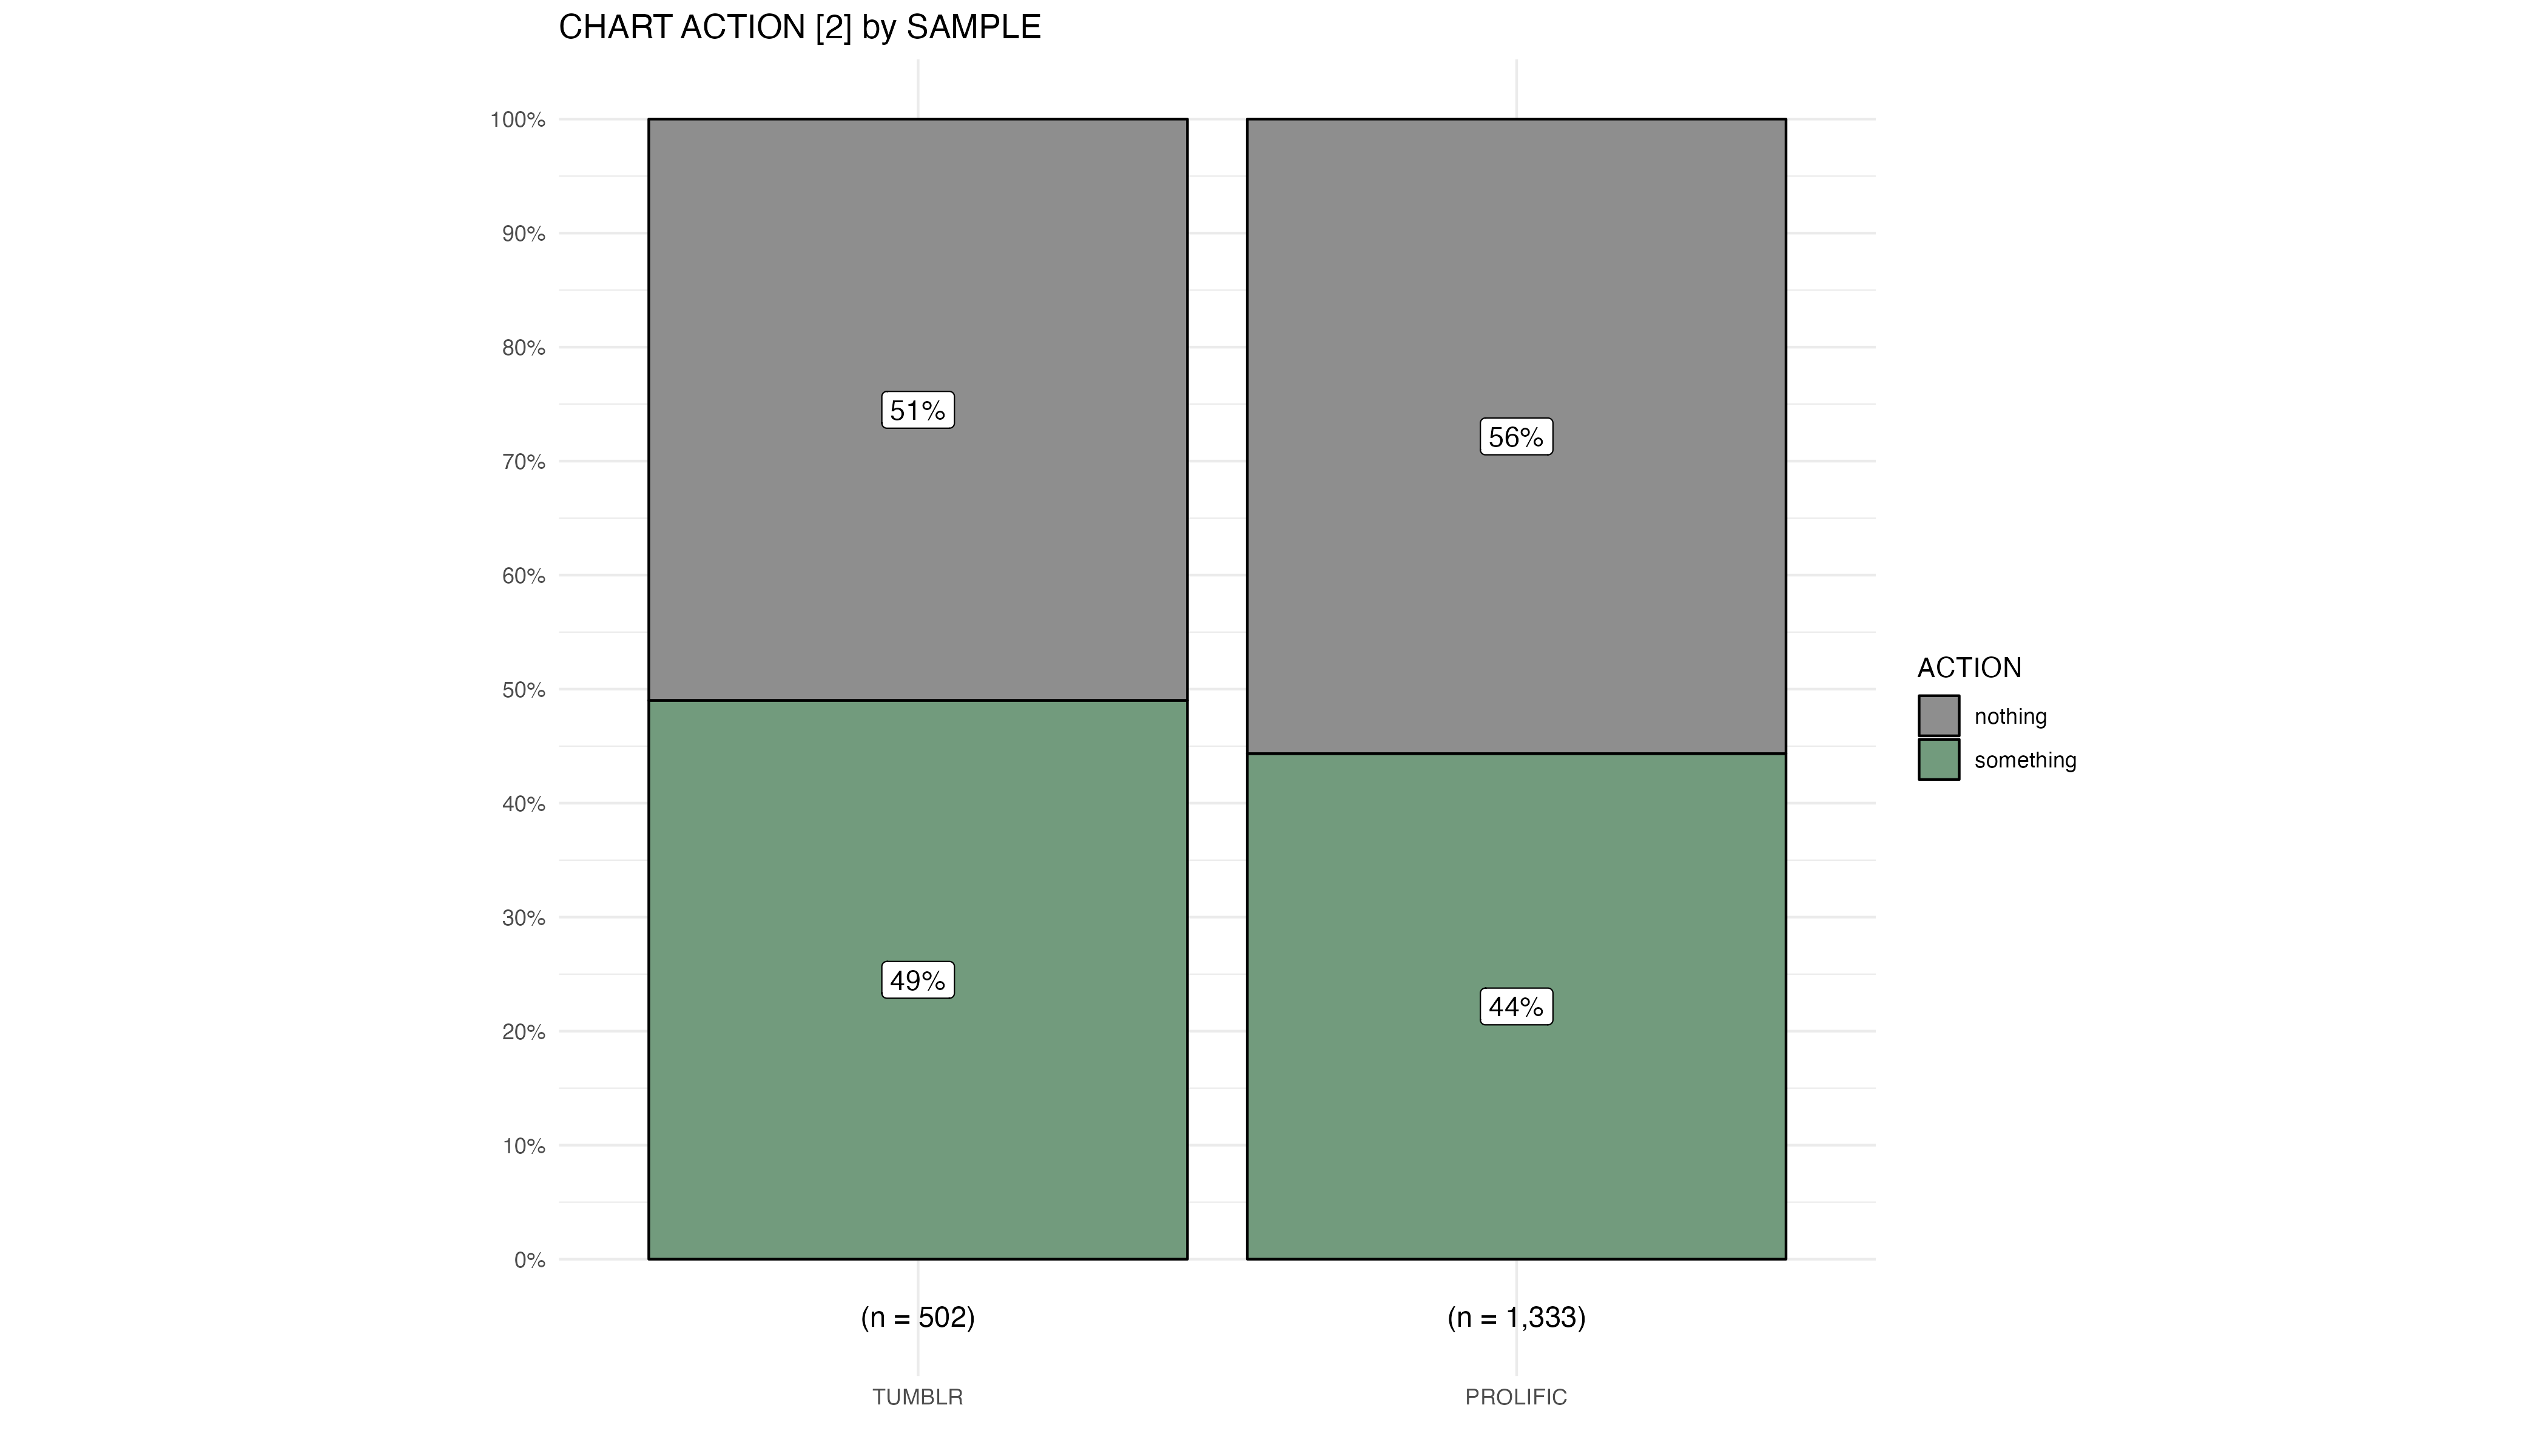 CHART ACTION [2] by SAMPLE
100%
90%
80%
70%
60%
50%
40%
30%
20%
10%
0%
51%
56%
49%
44%
(n = 502)
(n = 1,333)
TUMBLR
PROLIFIC
ACTION
nothing
something